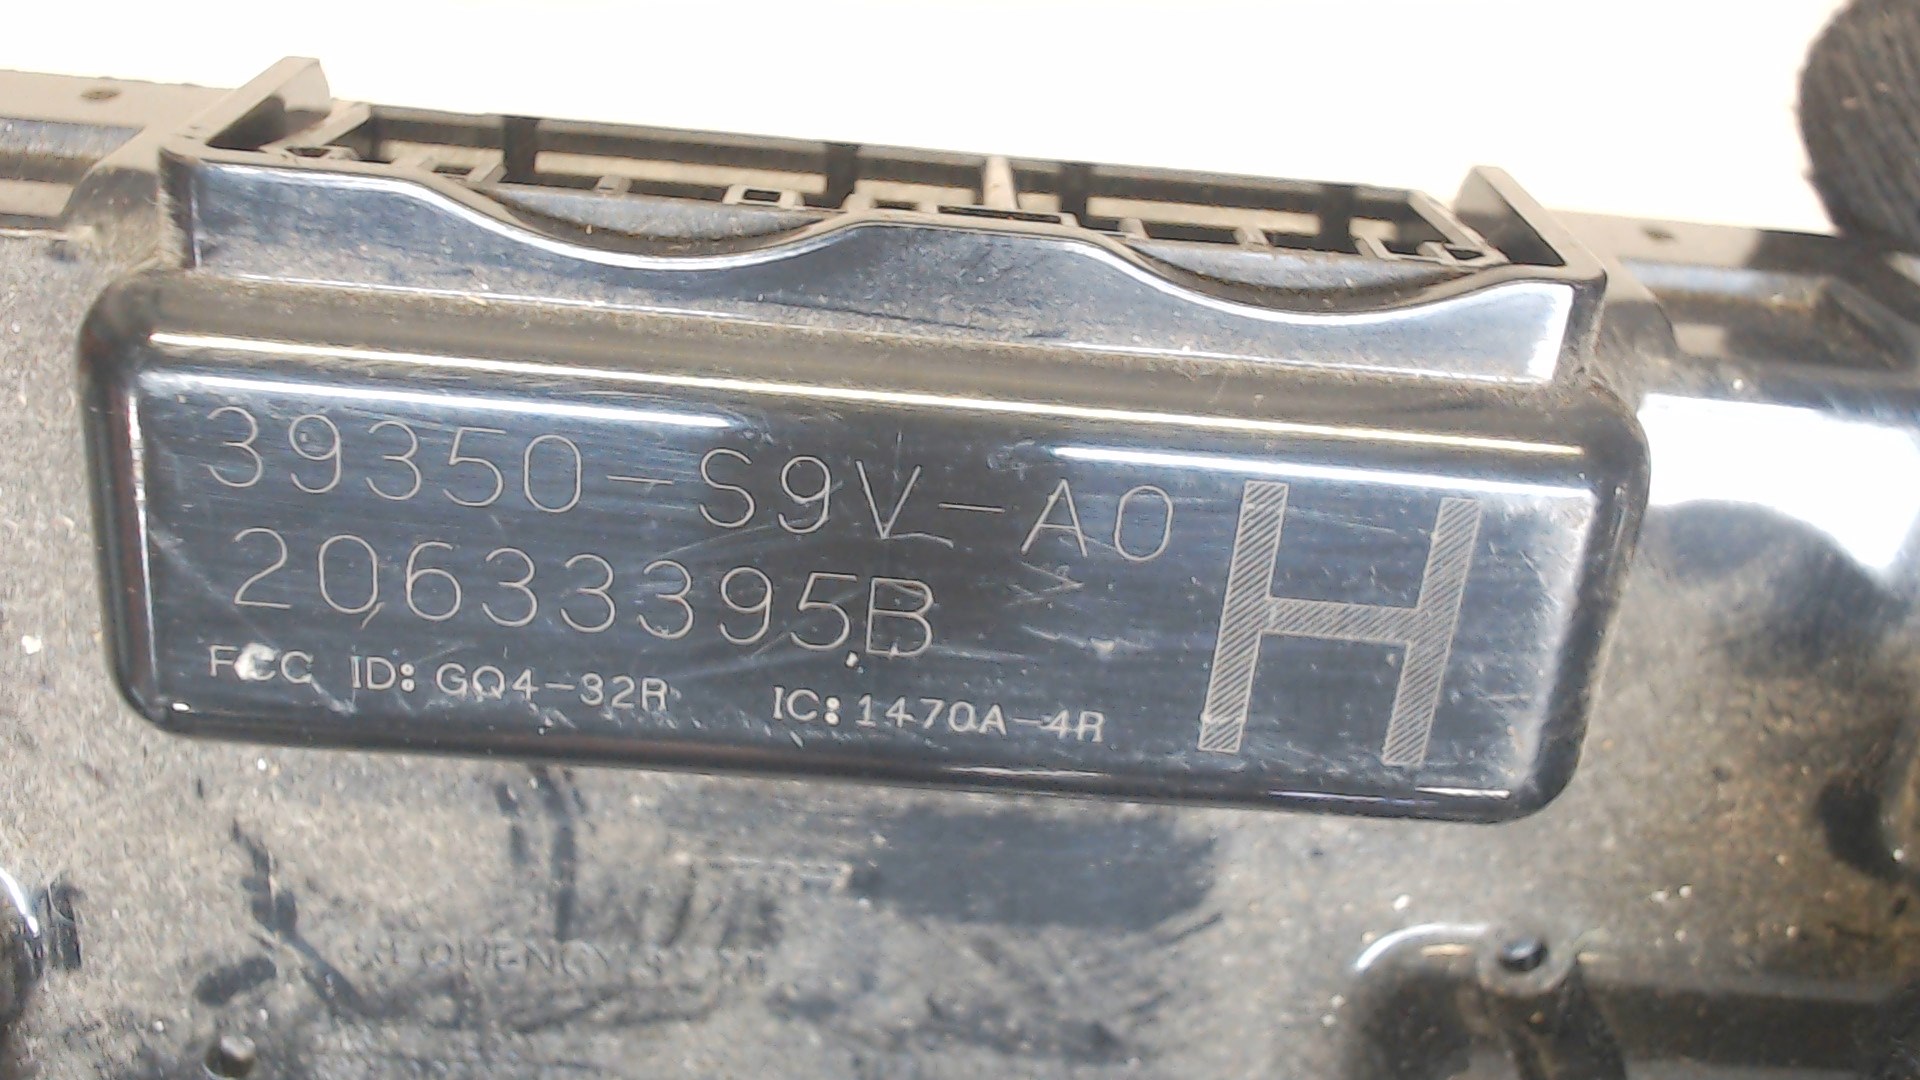 39350-S9V-A0
20633395B
FCC ID: GQ4-32R IC: 1470A-4R
H